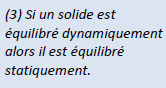 (3) Si un solide est
équilibré dynamiquement
alors il est équilibré
statiquement.